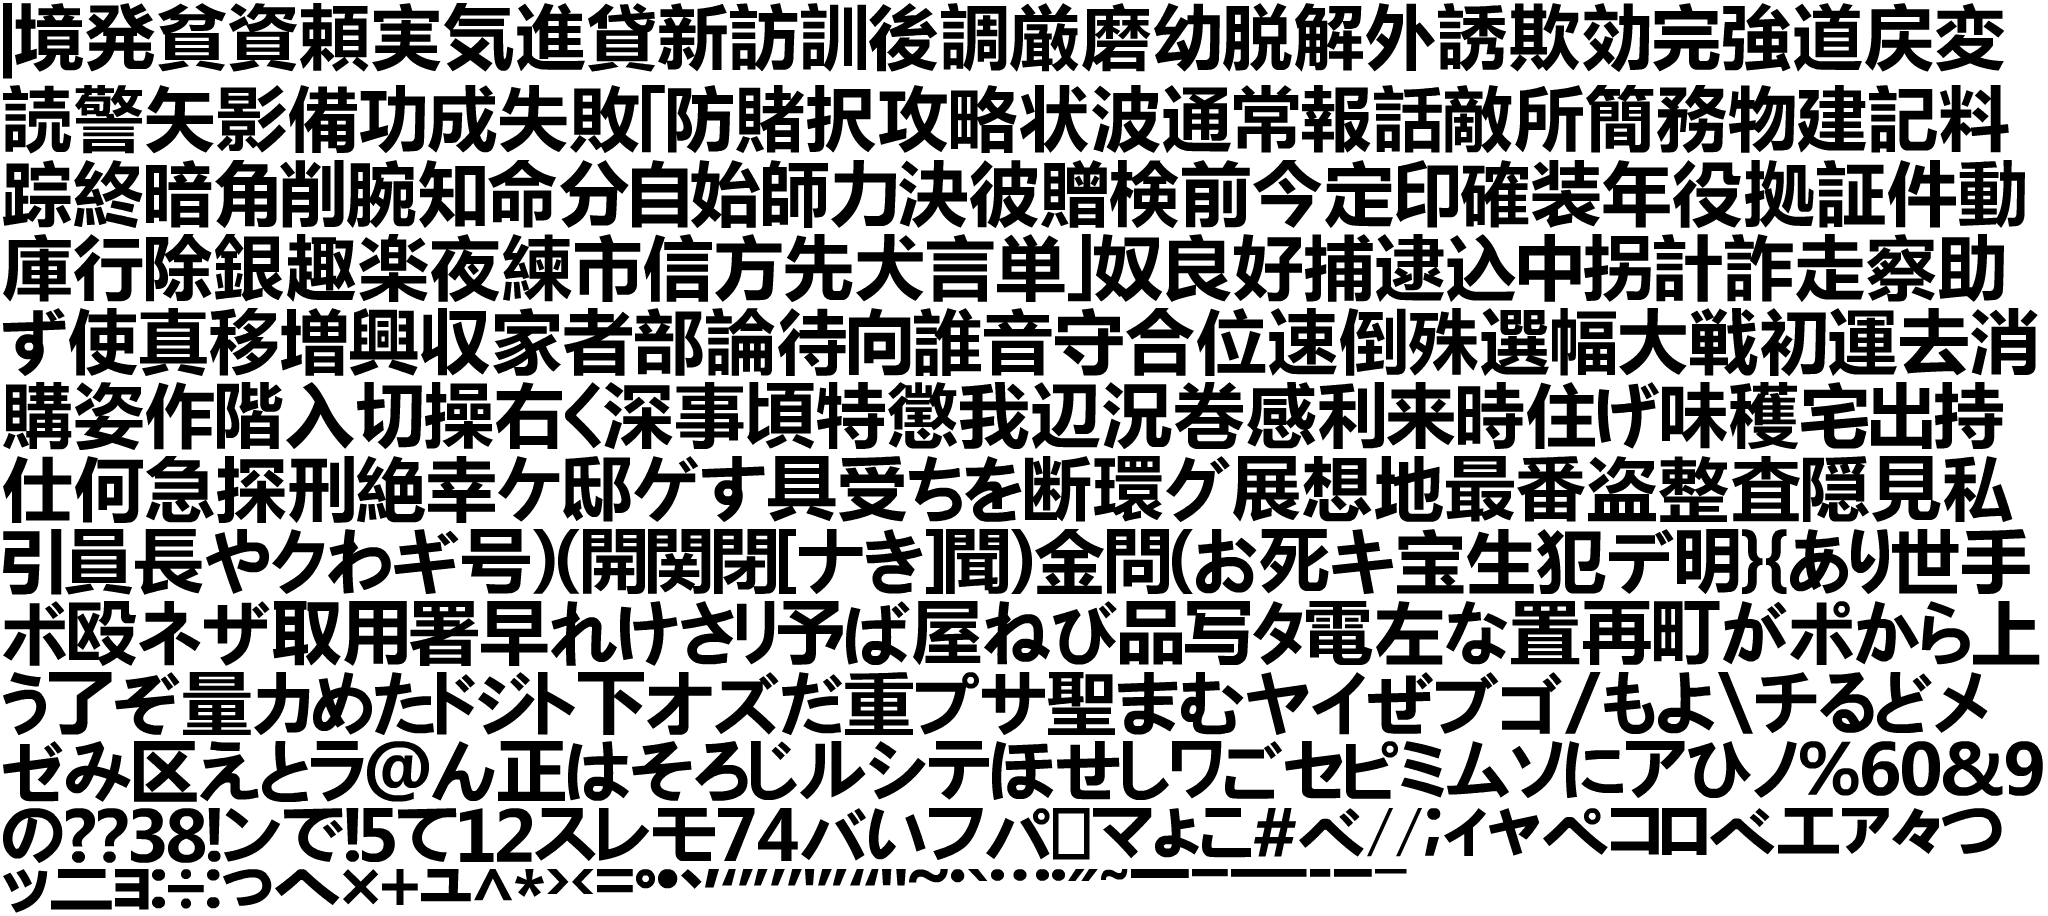 |境発貧資頼実気進貸新訪訓後調厳磨幼脱解外誘欺効完強道戻変
読警矢影備功成失敗「防賭択攻略状波通常報話敵所簡務物建記料
踪終暗角削腕知命分自始師力決彼贈検前今定印確装年役拠証件動
庫行除銀趣楽夜練市信方先犬言単」奴良好捕逮込中拐計詐走察助
ず使真移増興収家者部論待向誰音守合位速倒殊選幅大戦初運去消
購姿作階入切操右く深事頃特懲我辺況巻感利来時住げ味穫宅出持
仕何急探刑絶幸ケ邸ゲす具受ちを断環グ展想地最番盗整査隠見私
引員長やクわギ号)(開関閉[ナき]聞)金問(お死キ宝生犯デ明}{あり世手
ボ殴ネザ取用署早れけさリ予ば屋ねび品写タ電左な置再町がポから上
う了ぞ量カめたドジト下オズだ重プサ聖まむヤイぜブゴ/もよ\チるどメ
ゼみ区えとラ@ん正はそろじルシテほせしワごセピミムソにアひノ%60&9
の??38!ンで!5て12スレモ74バいフパ□マょこ#べ//;ィャぺコロベエァ々つ
ッニョ:÷:っへ×+ュ^*><=°